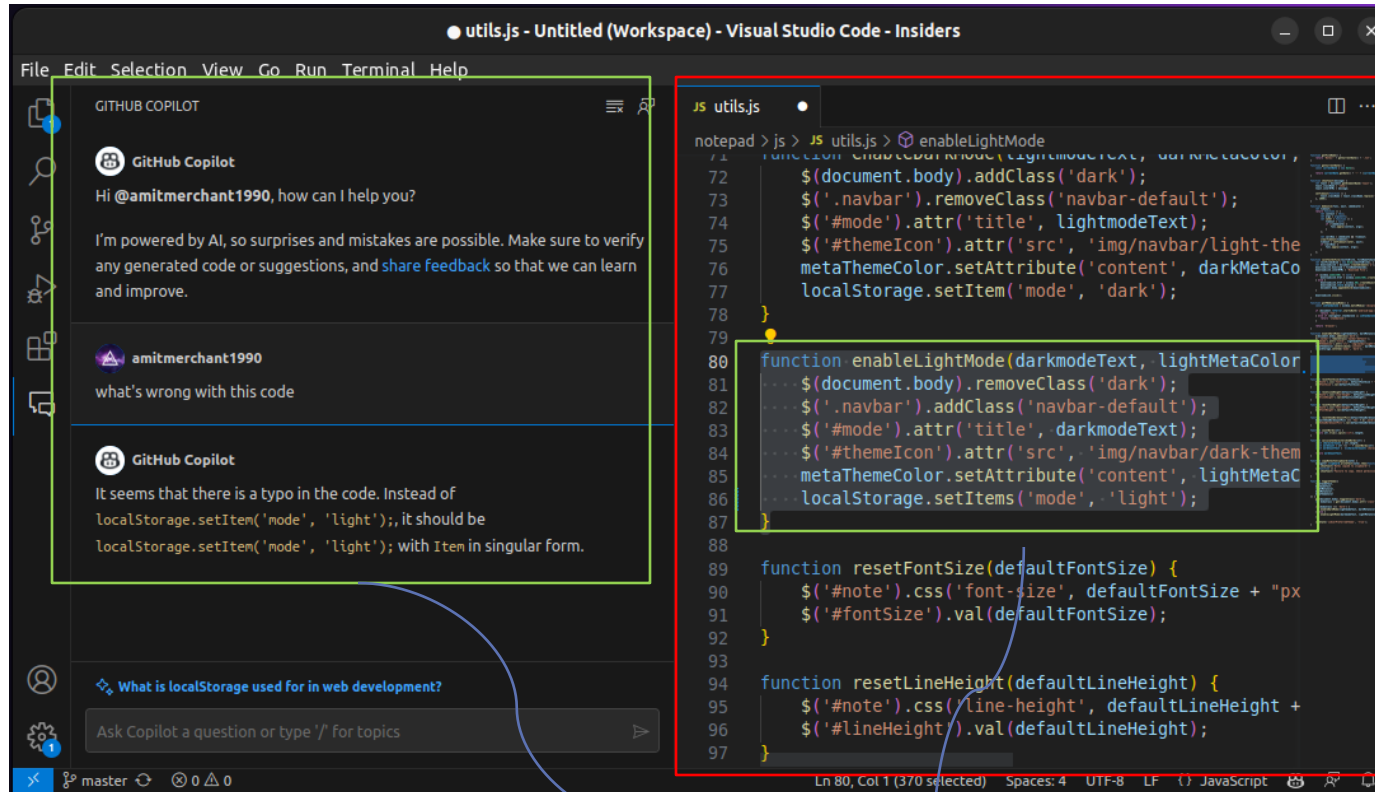 ● utils.js - Untitled (Workspace) - Visual Studio Code - Insiders
File Edit Selection View Go Run Terminal Help
GITHUB COPILOT
GitHub Copilot
Hi @amitmerchant1990, how can I help you?
I'm powered by AI, so surprises and mistakes are possible. Make sure to verify
any generated code or suggestions, and share feedback so that we can learn
and improve.
amitmerchant1990
what's wrong with this code
GitHub Copilot
It seems that there is a typo in the code. Instead of
localStorage.setItem('mode', 'light');, it should be
localStorage.setItem('mode', 'light'); with Item in singular form.
What is localStorage used for in web development?
Ask Copilot a question or type '/' for topics
JS utils.js ●
notepad > js > JS utils.js > enableLightMode
71 function enableDarkMode(lightmodeText, darkMetaColor,
72 $(document.body).addClass('dark');
73 $('.navbar').removeClass('navbar-default');
74 $('#mode').attr('title', lightmodeText);
75 $('#themeIcon').attr('src', 'img/navbar/light-the
76 metaThemeColor.setAttribute('content', darkMetaCo
77 localStorage.setItem('mode', 'dark');
78 }
79
80 function enableLightMode(darkmodeText, lightMetaColor
81 $(document.body).removeClass('dark');
82 $('.navbar').addClass('navbar-default');
83 $('#mode').attr('title', darkmodeText);
84 $('#themeIcon').attr('src', 'img/navbar/dark-them
85 metaThemeColor.setAttribute('content', lightMetaC
86 localStorage.setItems('mode', 'light');
87 }
88
89 function resetFontSize(defaultFontSize) {
90 $('#note').css('font-size', defaultFontSize + "px
91 $('#fontSize').val(defaultFontSize);
92 }
93
94 function resetLineHeight(defaultLineHeight) {
95 $('#note').css('line-height', defaultLineHeight +
96 $('#lineHeight').val(defaultLineHeight);
97 }
1
1
master 0 0
Ln 80, Col 1 (370 selected) Spaces: 4 UTF-8 LF {} JavaScript